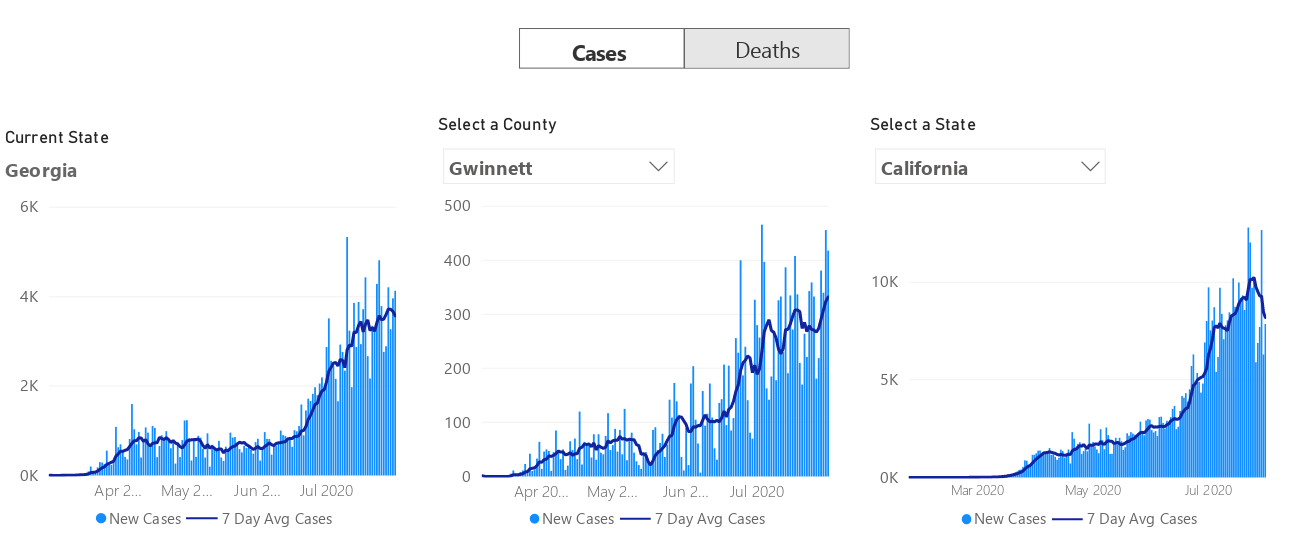 Cases Deaths
Current State
Georgia
6K
4K
2K
0K
Apr 2... May 2... Jun 2... Jul 2020
New Cases 7 Day Avg Cases
Select a County
Gwinnett
500
400
300
200
100
0
Apr 20... May 2... Jun 2... Jul 2020
New Cases 7 Day Avg Cases
Select a State
California
10K
5K
0K
Mar 2020 May 2020 Jul 2020
New Cases 7 Day Avg Cases